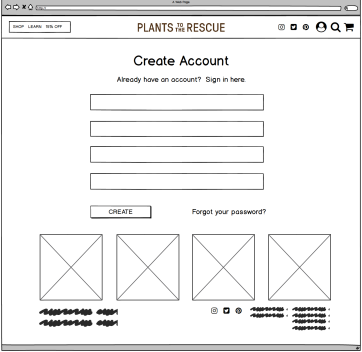 A Web Page
SHOP LEARN 15% OFF
PLANTS TO THE RESCUE
Create Account
Already have an account? Sign in here.
CREATE
Forgot your password?